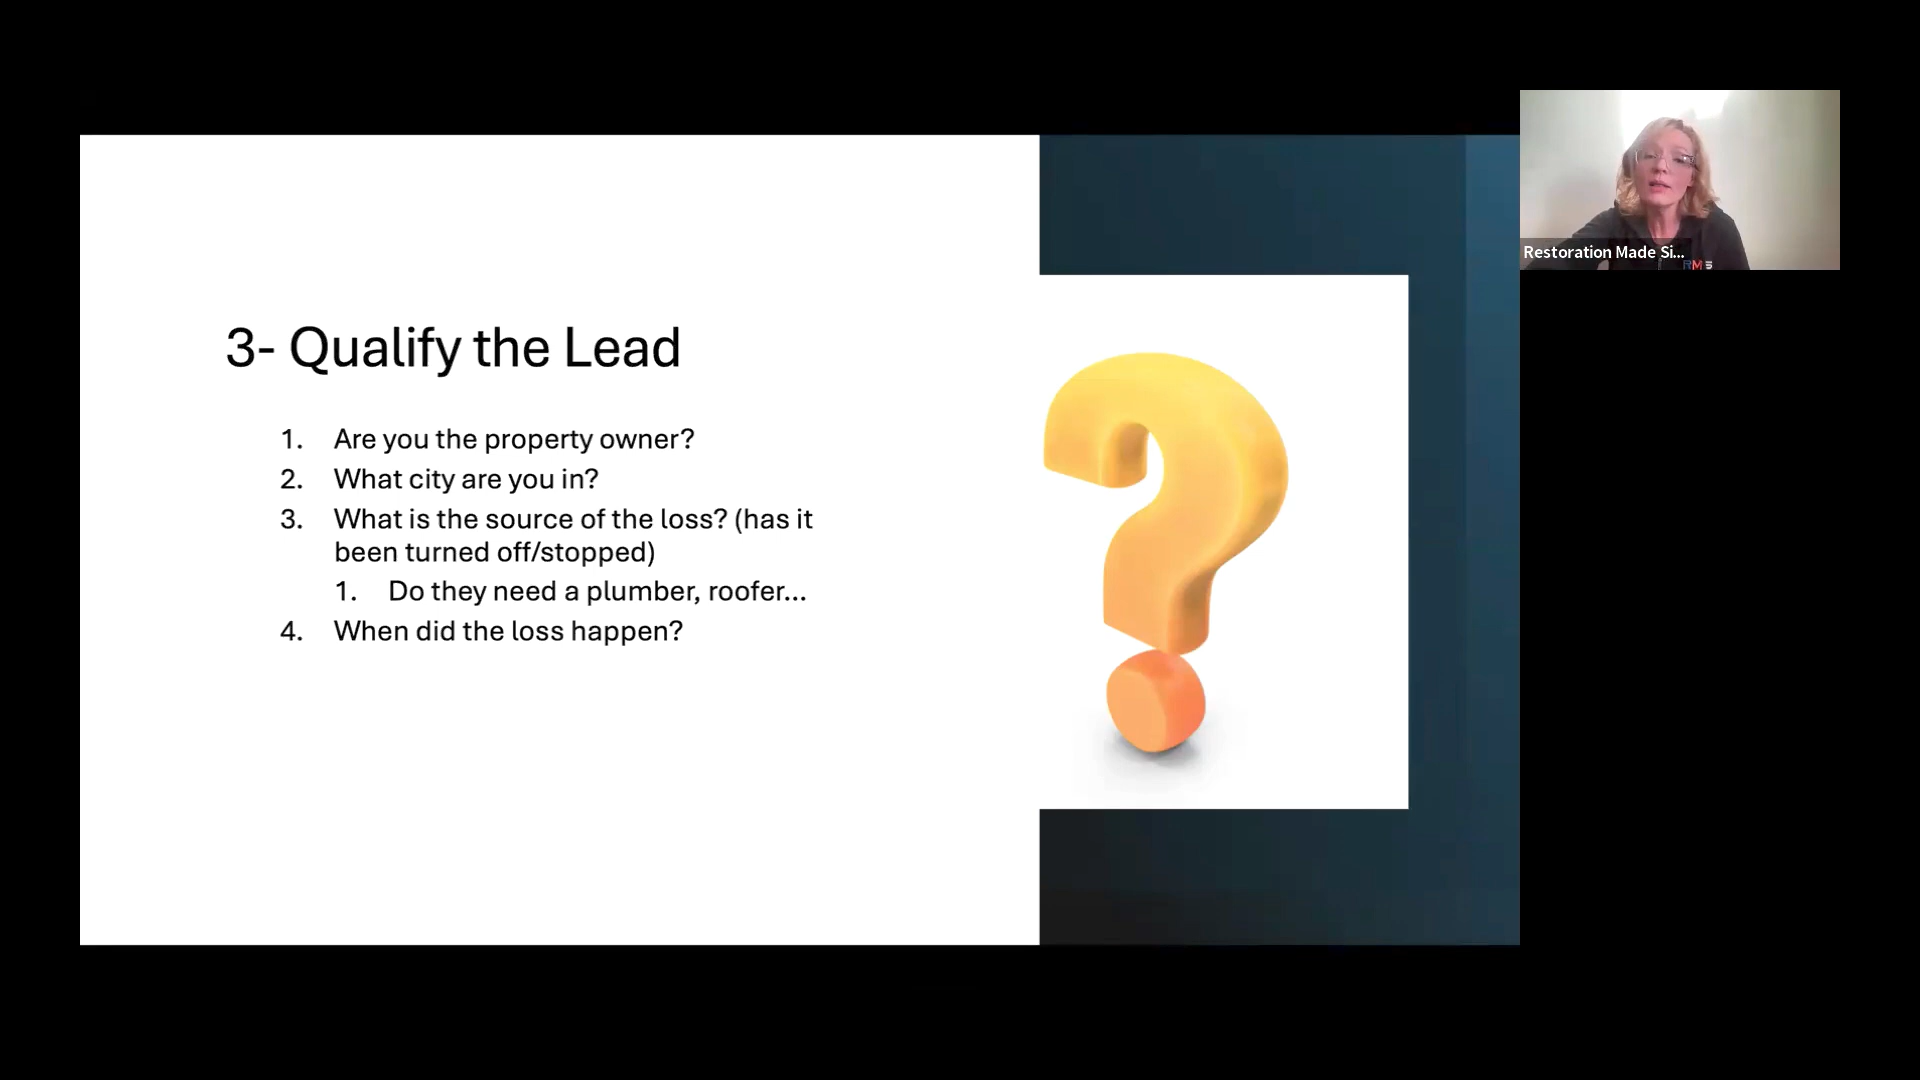 3- Qualify the Lead
1. Are you the property owner?
2. What city are you in?
3. What is the source of the loss? (has it
been turned off/stopped)
1. Do they need a plumber, roofer...
4. When did the loss happen?
Restoration Made Si...
RMS